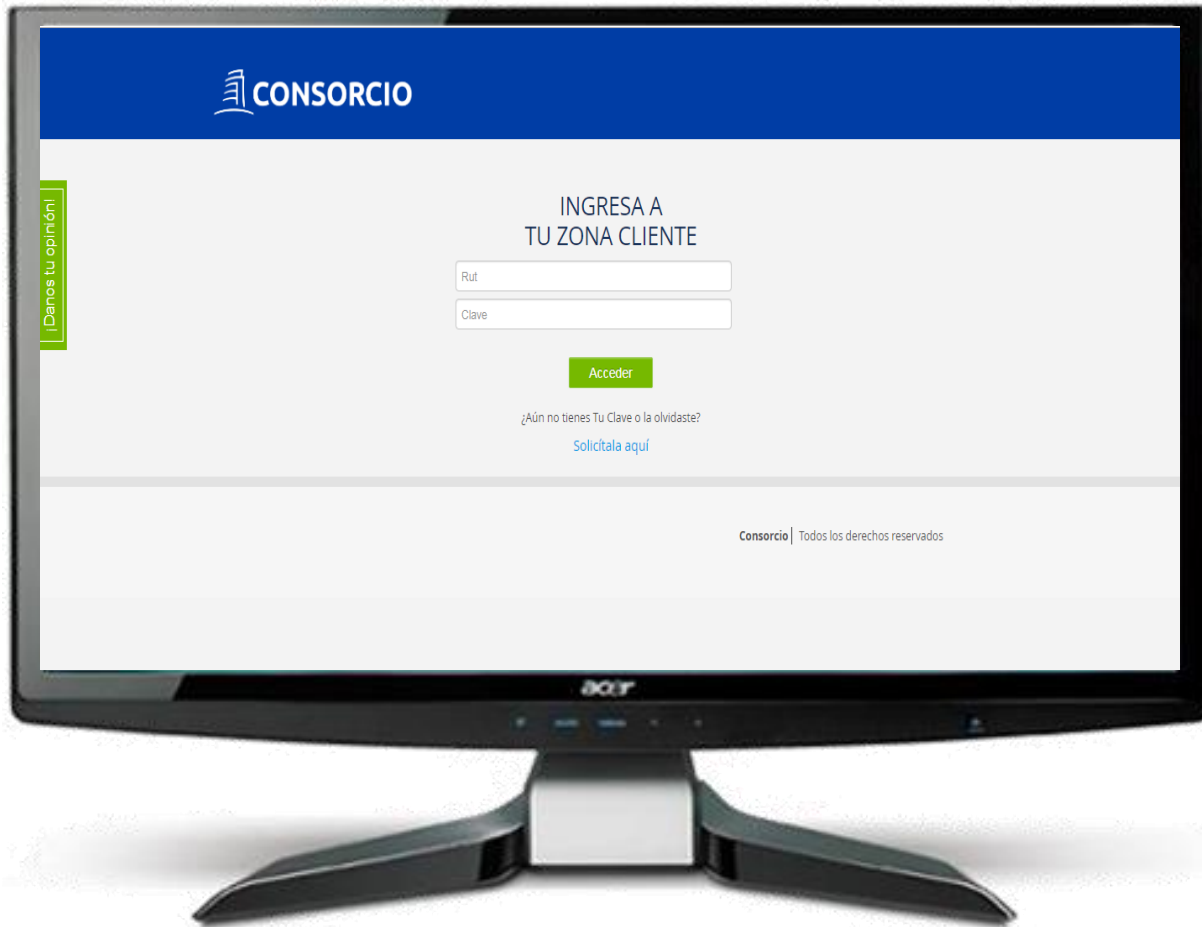 CONSORCIO
¡Danos tu opinión!
INGRESA A
TU ZONA CLIENTE
Rut
Clave
Acceder
¿Aún no tienes Tu Clave o la olvidaste?
Solicítala aquí
Consorcio | Todos los derechos reservados
acer